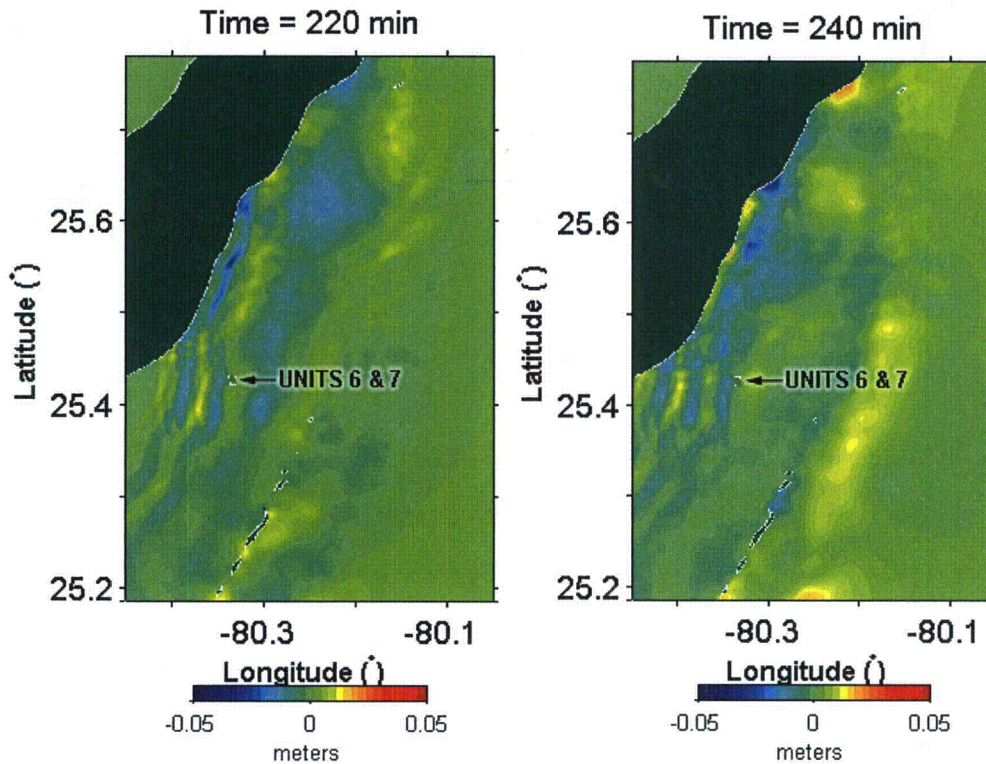 Time = 220 min
Latitude (°)
25.6
25.4
25.2
UNITS 6 & 7
-80.3 -80.1
Longitude (°)
-0.05 0 0.05
meters
Time = 240 min
Latitude (°)
25.6
25.4
25.2
UNITS 6 & 7
-80.3 -80.1
Longitude (°)
-0.05 0 0.05
meters